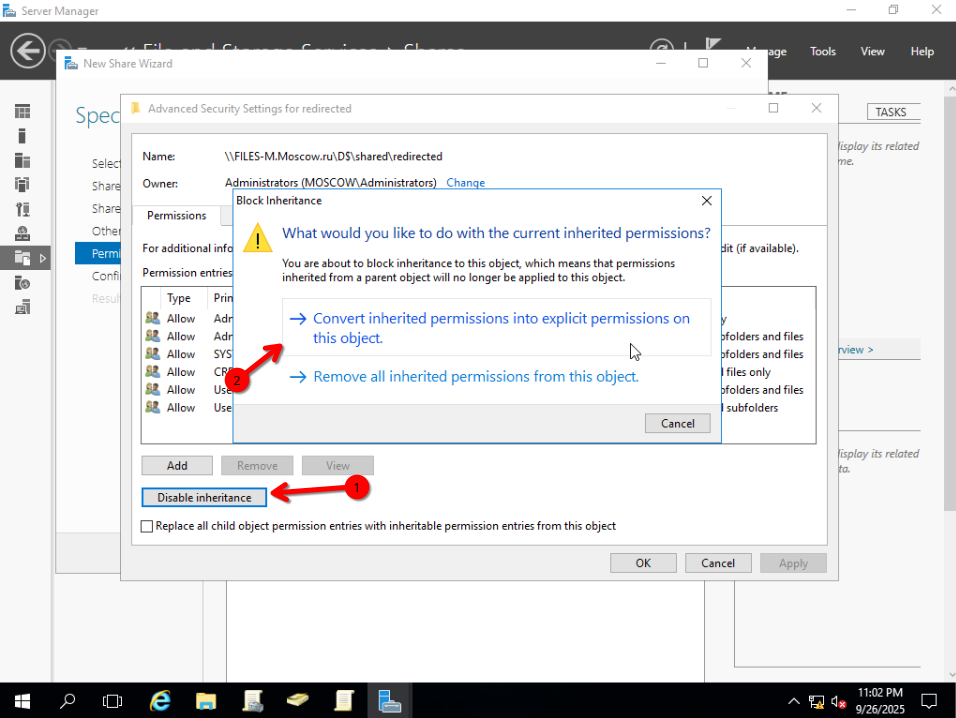 Server Manager
File and Storage Services
Shares
Manage Tools View Help
New Share Wizard
TASKS
Advanced Security Settings for redirected
Name: \\FILES-M.Moscow.ru\D$\shared\redirected
Owner: Administrators (MOSCOW\Administrators) Change
Permissions
For additional info
dit (if available).
Permission entries
Type Prin
Allow Adr
Allow Adr
Allow SYS
Allow CRE
Allow Use
Allow Use
y
bfolders and files
bfolders and files
files only
bfolders and files
subfolders
Block Inheritance
What would you like to do with the current inherited permissions?
You are about to block inheritance to this object, which means that permissions
inherited from a parent object will no longer be applied to this object.
Convert inherited permissions into explicit permissions on
this object.
Remove all inherited permissions from this object.
Cancel
2
Add Remove View
Disable inheritance
1
Replace all child object permission entries with inheritable permission entries from this object
OK Cancel Apply
Spec
Selec
Share
Share
Other
Permi
Confi
Result
isplay its related
me.
rview >
isplay its related
ta.
11:02 PM
9/26/2025